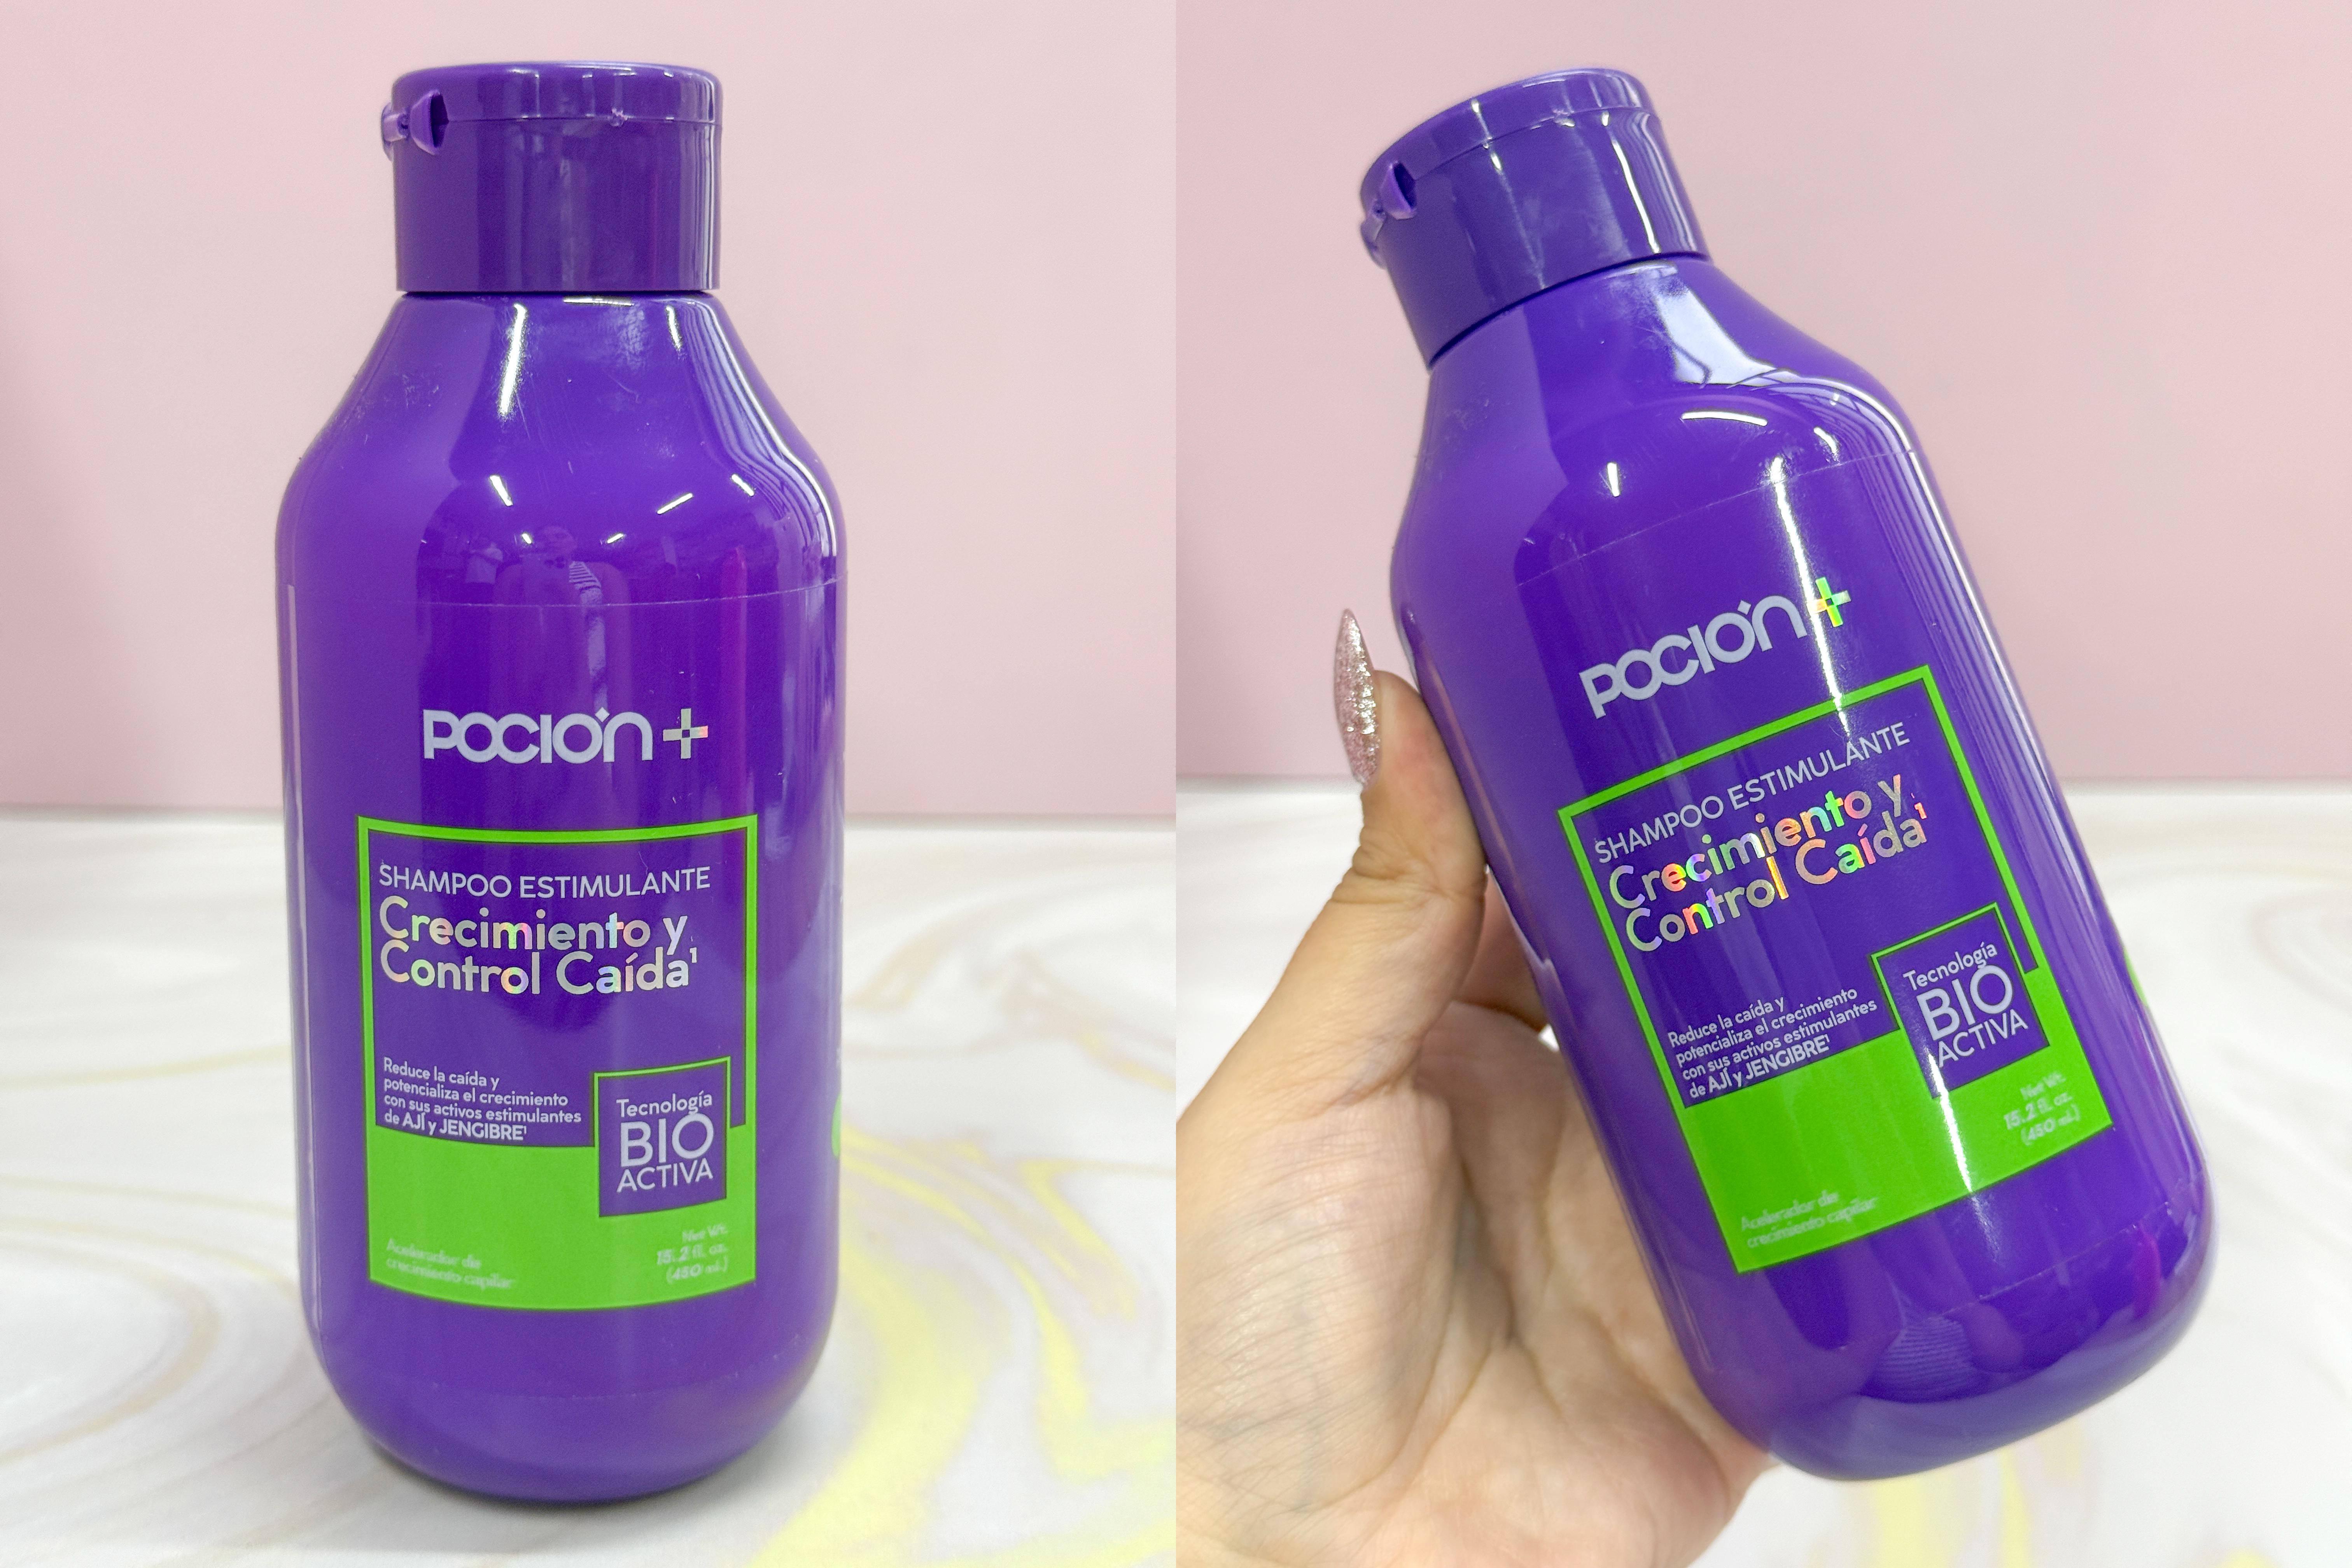 POCIÓN+
SHAMPOO ESTIMULANTE
Crecimiento y
Control Caída¹
Reduce la caída y
potencializa el crecimiento
con sus activos estimulantes
de AJÍ y JENGIBRE¹
Tecnología
BIO
ACTIVA
Acelerador de
crecimiento capilar
Net Wt.
15.2 fl. oz.
(450 mL)
POCIÓN+
SHAMPOO ESTIMULANTE
Crecimiento y
Control Caída¹
Reduce la caída y
potencializa el crecimiento
con sus activos estimulantes
de AJÍ y JENGIBRE¹
Tecnología
BIO
ACTIVA
Acelerador de
crecimiento capilar
Net Wt.
15.2 fl. oz.
(450 mL)